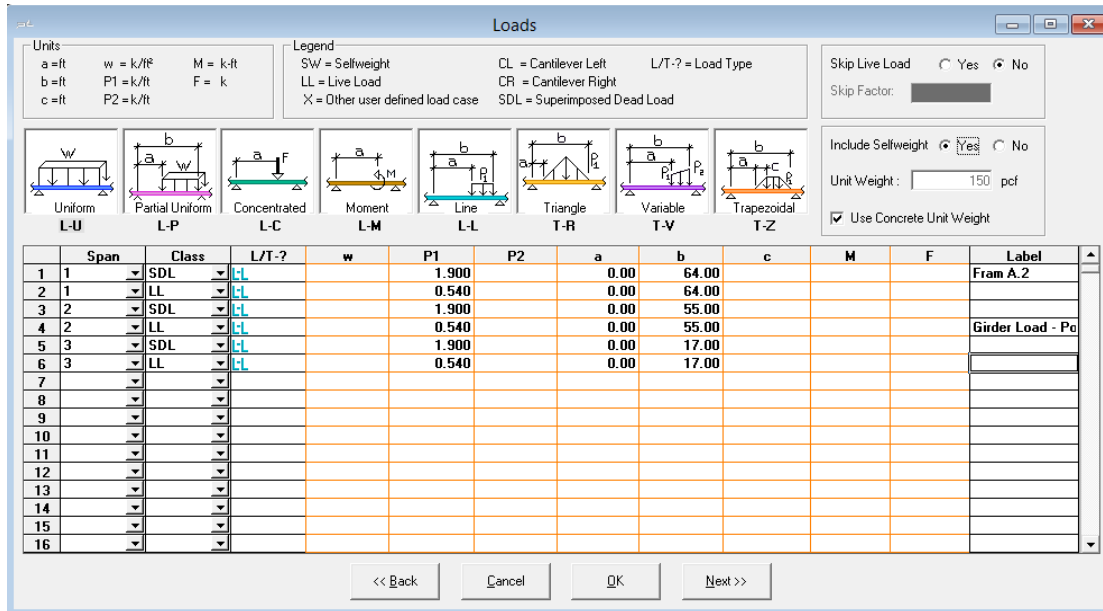 Loads
Units
a =ft w = k/ft² M = k-ft
b =ft P1 = k/ft F = k
c =ft P2 = k/ft
Legend
SW = Selfweight CL = Cantilever Left L/T-? = Load Type
LL = Live Load CR = Cantilever Right
X = Other user defined load case SDL = Superimposed Dead Load
Skip Live Load Yes No
Skip Factor:
Include Selfweight Yes No
Unit Weight : 150 pcf
Use Concrete Unit Weight
w
b a w
a F
a M
b a P1
b a P1
b a P1 P2
b a C P1
Uniform Partial Uniform Concentrated Moment Line Triangle Variable Trapezoidal
L-U L-P L-C L-M L-L T-R T-V T-Z
Span Class L/T-? w P1 P2 a b c M F Label
1 1 SDL L-L 1.900 0.00 64.00 Fram A.2
2 1 LL L-L 0.540 0.00 64.00
3 2 SDL L-L 1.900 0.00 55.00
4 2 LL L-L 0.540 0.00 55.00 Girder Load - Po
5 3 SDL L-L 1.900 0.00 17.00
6 3 LL L-L 0.540 0.00 17.00
7
8
9
10
11
12
13
14
15
16
<< Back Cancel OK Next >>